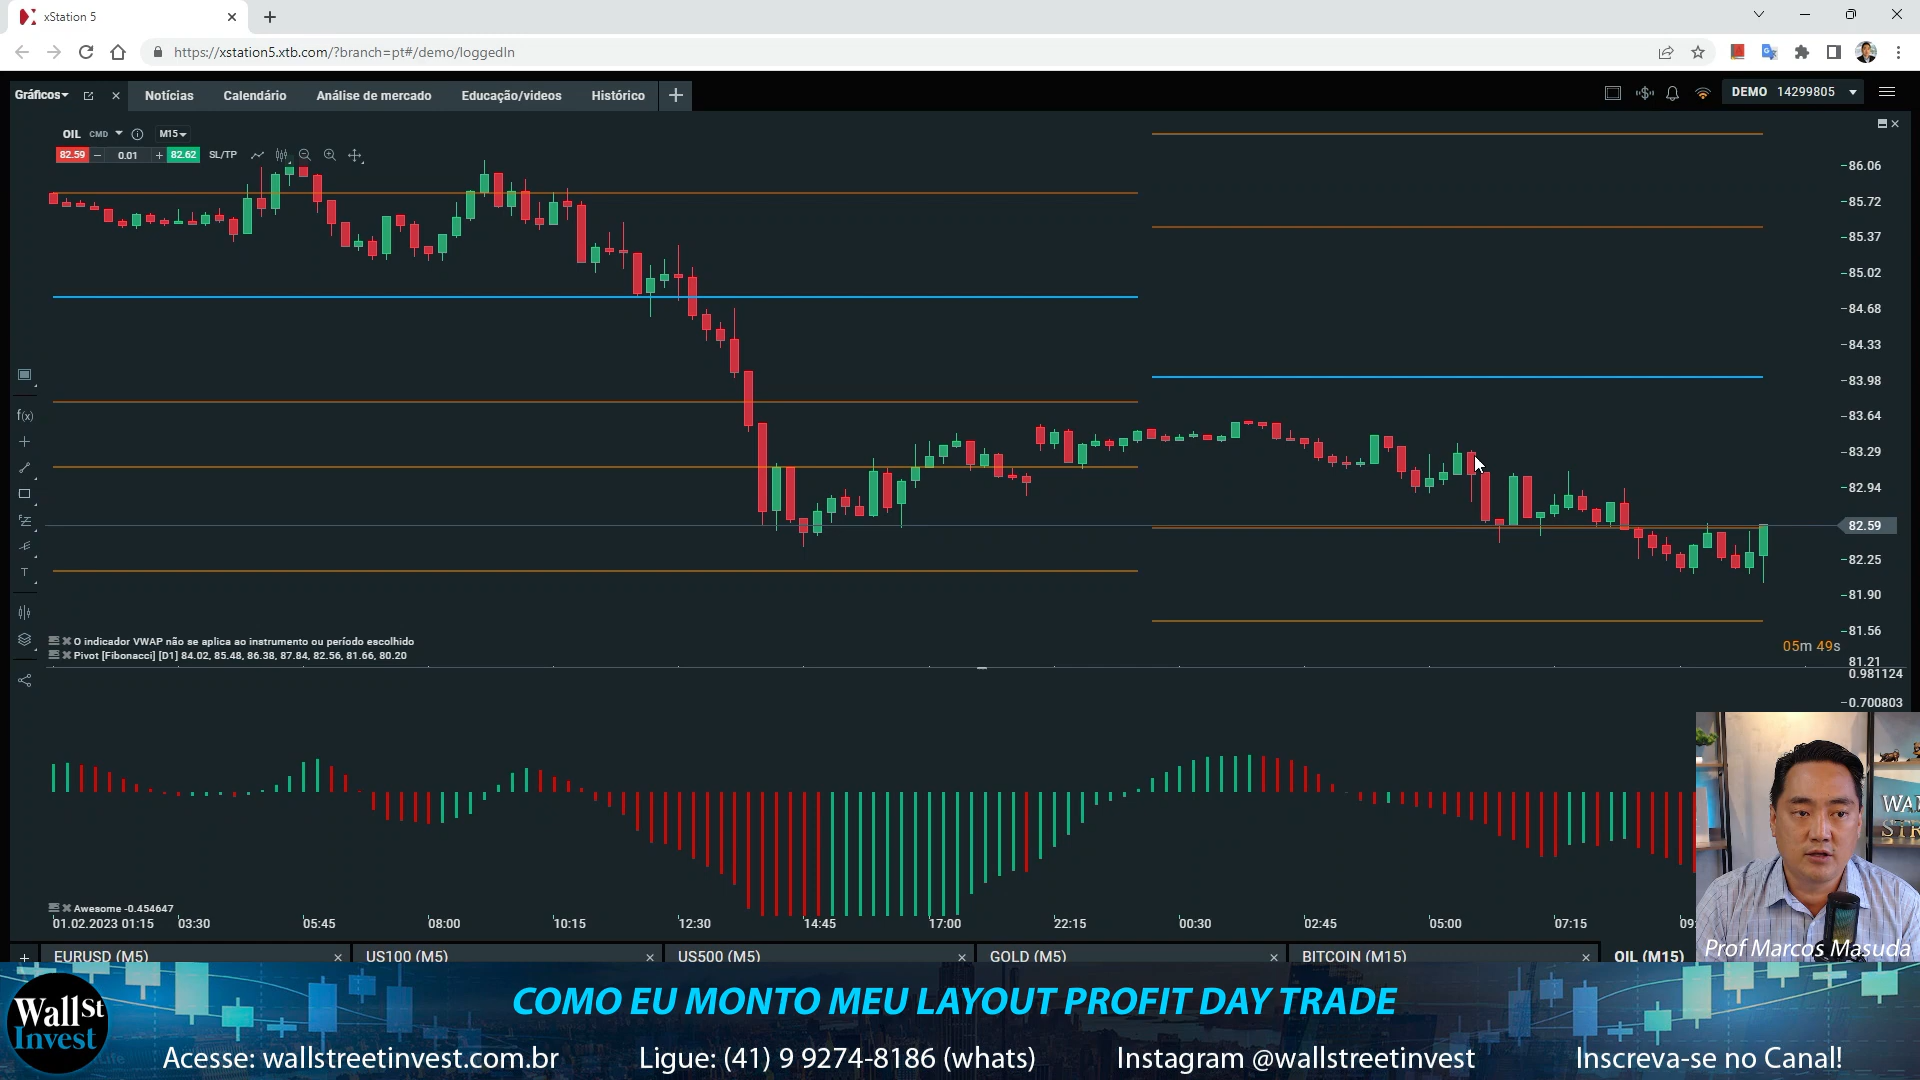 xStation 5
https://xstation5.xtb.com/?branch=pt#/demo/loggedIn
Gráficos
Notícias
Calendário
Análise de mercado
Educação/videos
Histórico
DEMO 14299805
OIL CMD
M15
82.59
0.01
82.62
SL/TP
86.06
85.72
85.37
85.02
84.68
84.33
83.98
83.64
83.29
82.94
82.59
82.25
81.90
81.56
81.21
05m 49s
f(x)
T
O indicador VWAP não se aplica ao instrumento ou período escolhido
Pivot [Fibonacci] [D1] 84.02, 85.48, 86.38, 87.84, 82.56, 81.66, 80.20
0.981124
-0.700803
Awesome -0.454647
01.02.2023 01:15
03:30
05:45
08:00
10:15
12:30
14:45
17:00
22:15
00:30
02:45
05:00
07:15
09:
EURUSD (M5)
US100 (M5)
US500 (M5)
GOLD (M5)
BITCOIN (M15)
OIL (M15)
Prof Marcos Masuda
WallSt
Invest
COMO EU MONTO MEU LAYOUT PROFIT DAY TRADE
Acesse: wallstreetinvest.com.br
Ligue: (41) 9 9274-8186 (whats)
Instagram @wallstreetinvest
Inscreva-se no Canal!